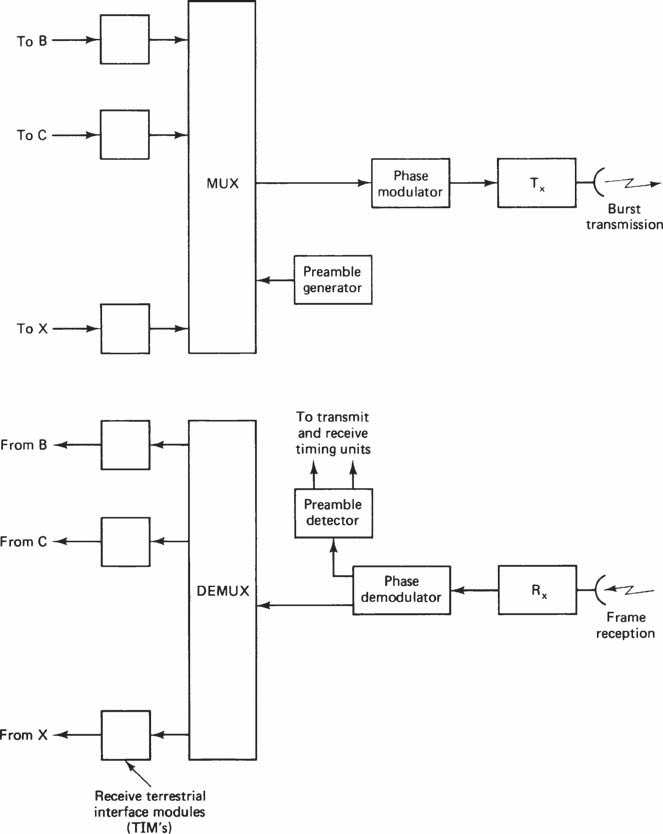 To B
To C
MUX
Phase
modulator
Tx
Burst
transmission
Preamble
generator
To X
To transmit
and receive
timing units
From B
Preamble
detector
From C
DEMUX
Phase
demodulator
Rx
Frame
reception
From X
Receive terrestrial
interface modules
(TIM's)